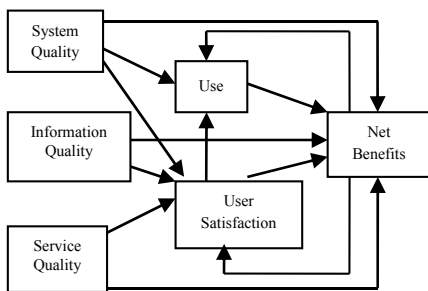 System
Quality
Use
Information
Quality
Net
Benefits
User
Satisfaction
Service
Quality